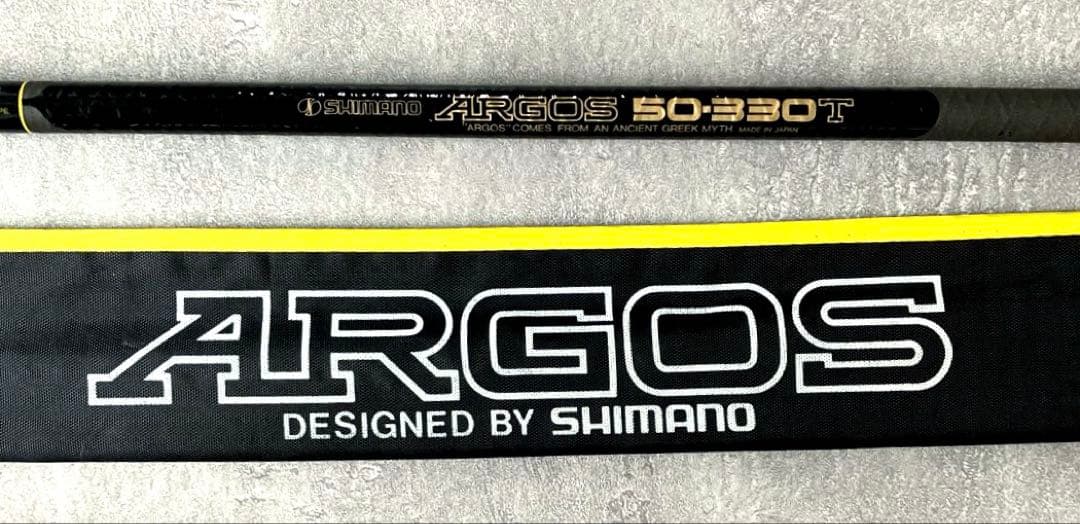 SHIMANO ARGOS 50-330T
"ARGOS" COMES FROM AN ANCIENT GREEK MYTH MADE IN JAPAN
ARGOS
DESIGNED BY SHIMANO